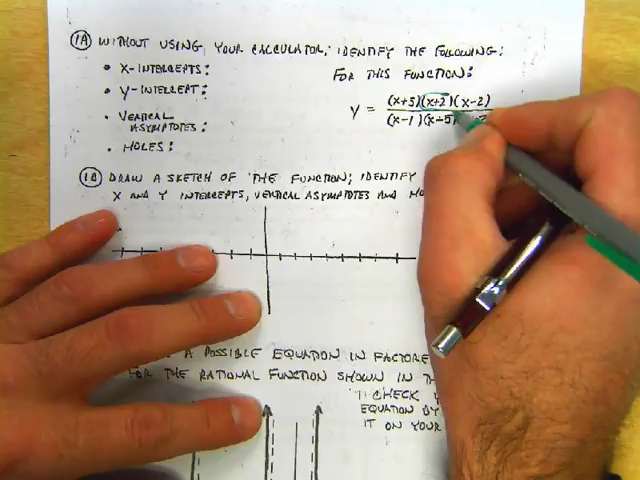 1A WITHOUT USING YOUR CALCULATOR, IDENTIFY THE FOLLOWING:
• X-INTERCEPTS:
FOR THIS FUNCTION:
• Y-INTERCEPT:
Y = (x+5)(x+2)(x-2)
(x-1)(x+5)
• VERTICAL
ASYMPTOTES:
• HOLES:
1B DRAW A SKETCH OF THE FUNCTION; IDENTIFY
X AND Y INTERCEPTS, VERTICAL ASYMPTOTES AND
A POSSIBLE EQUATION IN
FOR THE RATIONAL FUNCTION SHOWN IN
CHECK
EQUATION BY
IT ON YOUR